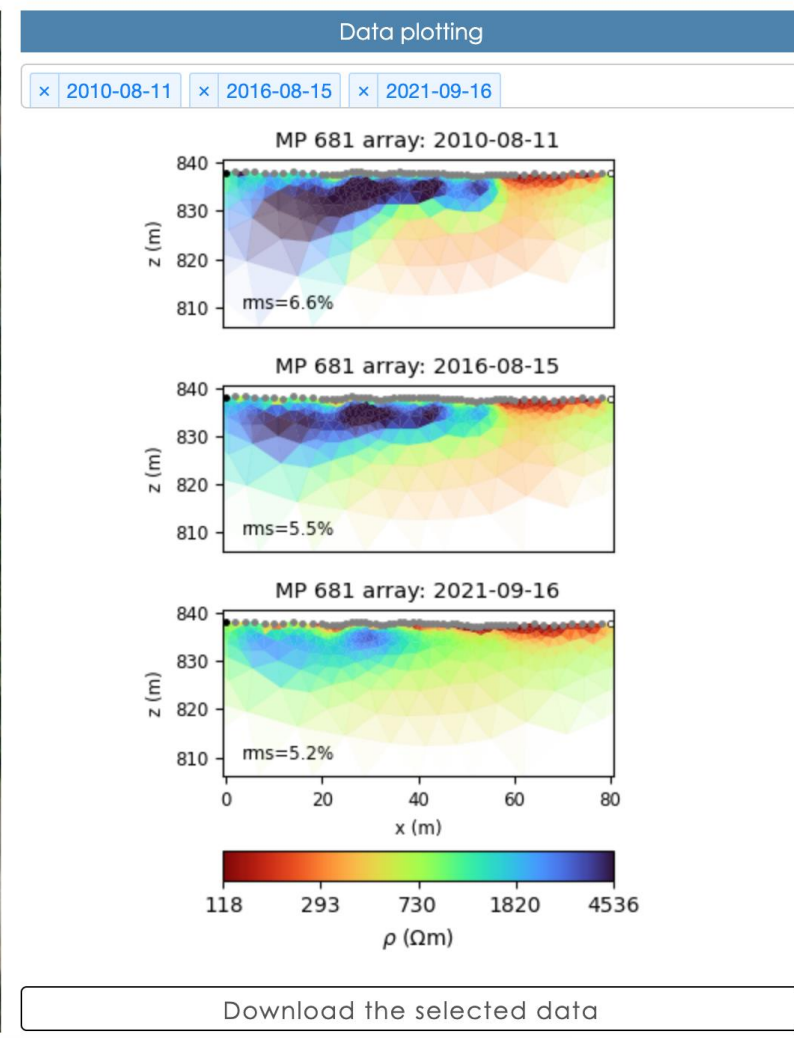 Data plotting
× 2010-08-11 × 2016-08-15 × 2021-09-16
MP 681 array: 2010-08-11
840
830
820
810
z (m)
rms=6.6%
MP 681 array: 2016-08-15
840
830
820
810
z (m)
rms=5.5%
MP 681 array: 2021-09-16
840
830
820
810
z (m)
rms=5.2%
0 20 40 60 80
x (m)
118 293 730 1820 4536
ρ (Ωm)
Download the selected data